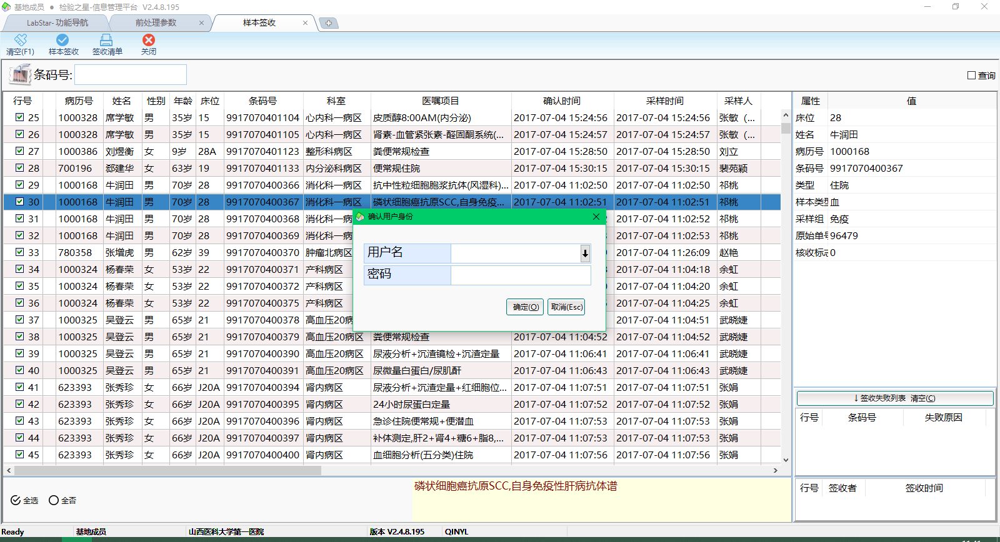 基地成员 ● 检验之星-信息管理平台 V2.4.8.195
LabStar- 功能导航 前处理参数 样本签收
清空(F1) 样本签收 签收清单 关闭
条码号: 查询
行号 病历号 姓名 性别 年龄 床位 条码号 科室 医嘱项目 确认时间 采样时间 采样人
25 1000328 席学敏 男 35岁 15 9917070401104 心内科一病区 皮质醇8:00AM(内分泌) 2017-07-04 15:24:56 2017-07-04 15:24:56 张敏（...
26 1000328 席学敏 男 35岁 15 9917070401105 心内科一病区 肾素-血管紧张素-醛固酮系统(... 2017-07-04 15:24:57 2017-07-04 15:24:57 张敏（...
27 1000386 刘煜衡 女 9岁 28A 9917070401123 整形科病区 粪便常规检查 2017-07-04 15:28:50 2017-07-04 15:28:50 刘立
28 700196 郄建华 女 63岁 19 9917070401133 内分泌科病区 便常规住院 2017-07-04 15:30:15 2017-07-04 15:30:15 裴苑颖
29 1000168 牛润田 男 70岁 28 9917070400366 消化科一病区 抗中性粒细胞胞浆抗体(风湿科)... 2017-07-04 11:02:50 2017-07-04 11:02:50 祁桃
30 1000168 牛润田 男 70岁 28 9917070400367 消化科一病区 磷状细胞癌抗原SCC,自身免疫... 2017-07-04 11:02:51 2017-07-04 11:02:51 祁桃
31 1000168 牛润田 男 70岁 28 9917070400368 消化科一病 2017-07-04 11:02:52 祁桃
32 1000168 牛润田 男 70岁 28 9917070400369 消化科一病 2017-07-04 11:02:53 祁桃
33 780358 张增虎 男 62岁 39 9917070400370 肿瘤北病区 2017-07-04 11:26:09 赵艳
34 1000324 杨春荣 女 53岁 22 9917070400371 产科病区 2017-07-04 11:04:18 余虹
35 1000324 杨春荣 女 53岁 22 9917070400372 产科病区 2017-07-04 11:04:20 余虹
36 1000324 杨春荣 女 53岁 22 9917070400375 产科病区 2017-07-04 11:04:25 余虹
37 1000325 吴登云 男 65岁 21 9917070400378 高血压20病 2017-07-04 11:04:51 武晓婕
38 1000325 吴登云 男 65岁 21 9917070400379 高血压20病区 粪便常规检查 2017-07-04 11:04:52 2017-07-04 11:04:52 武晓婕
39 1000325 吴登云 男 65岁 21 9917070400390 高血压20病区 尿液分析+沉渣镜检+沉渣定量 2017-07-04 11:06:41 2017-07-04 11:06:41 武晓婕
40 1000325 吴登云 男 65岁 21 9917070400391 高血压20病区 尿微量白蛋白/尿肌酐 2017-07-04 11:06:43 2017-07-04 11:06:43 武晓婕
41 623393 张秀珍 女 66岁 J20A 9917070400394 肾内病区 尿液分析+沉渣定量+红细胞位... 2017-07-04 11:07:51 2017-07-04 11:07:51 张娟
42 623393 张秀珍 女 66岁 J20A 9917070400395 肾内病区 24小时尿蛋白定量 2017-07-04 11:07:52 2017-07-04 11:07:52 张娟
43 623393 张秀珍 女 66岁 J20A 9917070400396 肾内病区 急诊住院便常规+便潜血 2017-07-04 11:07:53 2017-07-04 11:07:53 张娟
44 623393 张秀珍 女 66岁 J20A 9917070400397 肾内病区 补体测定,肝2+肾4+糖6+脂8,... 2017-07-04 11:07:53 2017-07-04 11:07:53 张娟
45 623393 张秀珍 女 66岁 J20A 9917070400400 肾内病区 血细胞分析(五分类)住院 2017-07-04 11:07:56 2017-07-04 11:07:56 张娟
确认用户身份
用户名
密码
确定(O) 取消(Esc)
属性 值
床位 28
姓名 牛润田
病历号 1000168
条码号 9917070400367
类型 住院
样本类型 血
采样组 免疫
原始单号 96479
核收标志 0
↓签收失败列表 清空(C)
行号 条码号 失败原因
行号 签收者 签收时间
全选 全否
磷状细胞癌抗原SCC,自身免疫性肝病抗体谱
Ready 基地成员 山西医科大学第一医院 版本 V2.4.8.195 QINYL